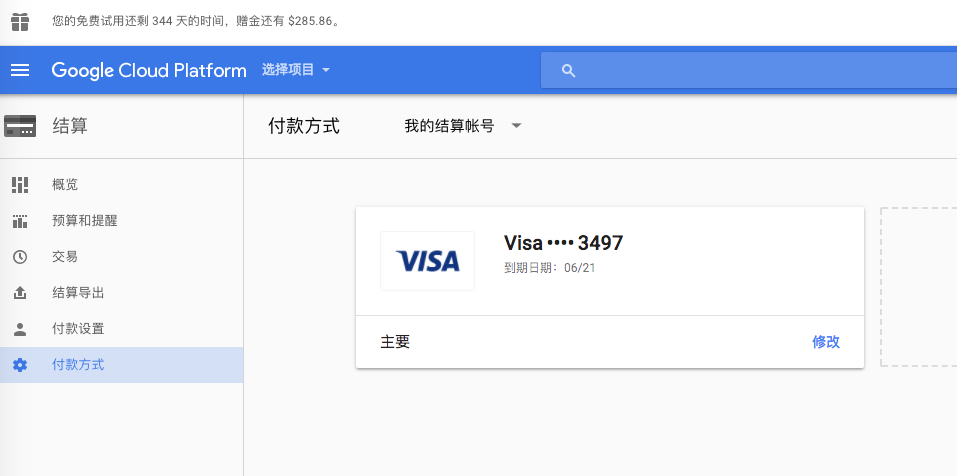 您的免费试用还剩 344 天的时间，赠金还有 $285.86。
Google Cloud Platform 选择项目
结算
付款方式 我的结算帐号
概览
预算和提醒
交易
结算导出
付款设置
付款方式
VISA
Visa •••• 3497
到期日期：06/21
主要 修改